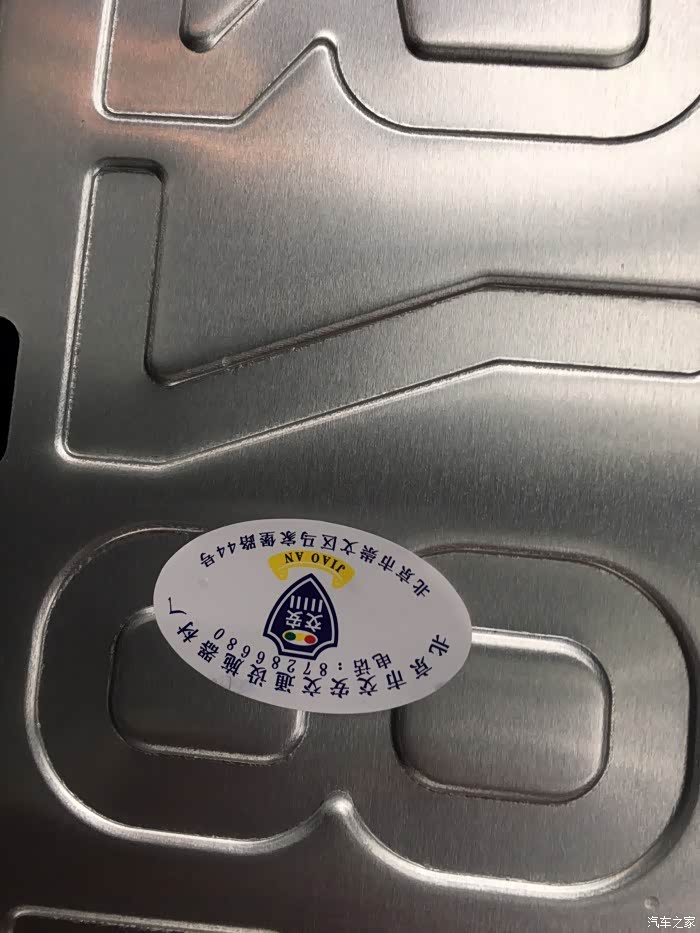 北京市交安交通设施器材厂
电话:87286680
交安
JIAO AN
北京市崇文区马家堡路44号
汽车之家